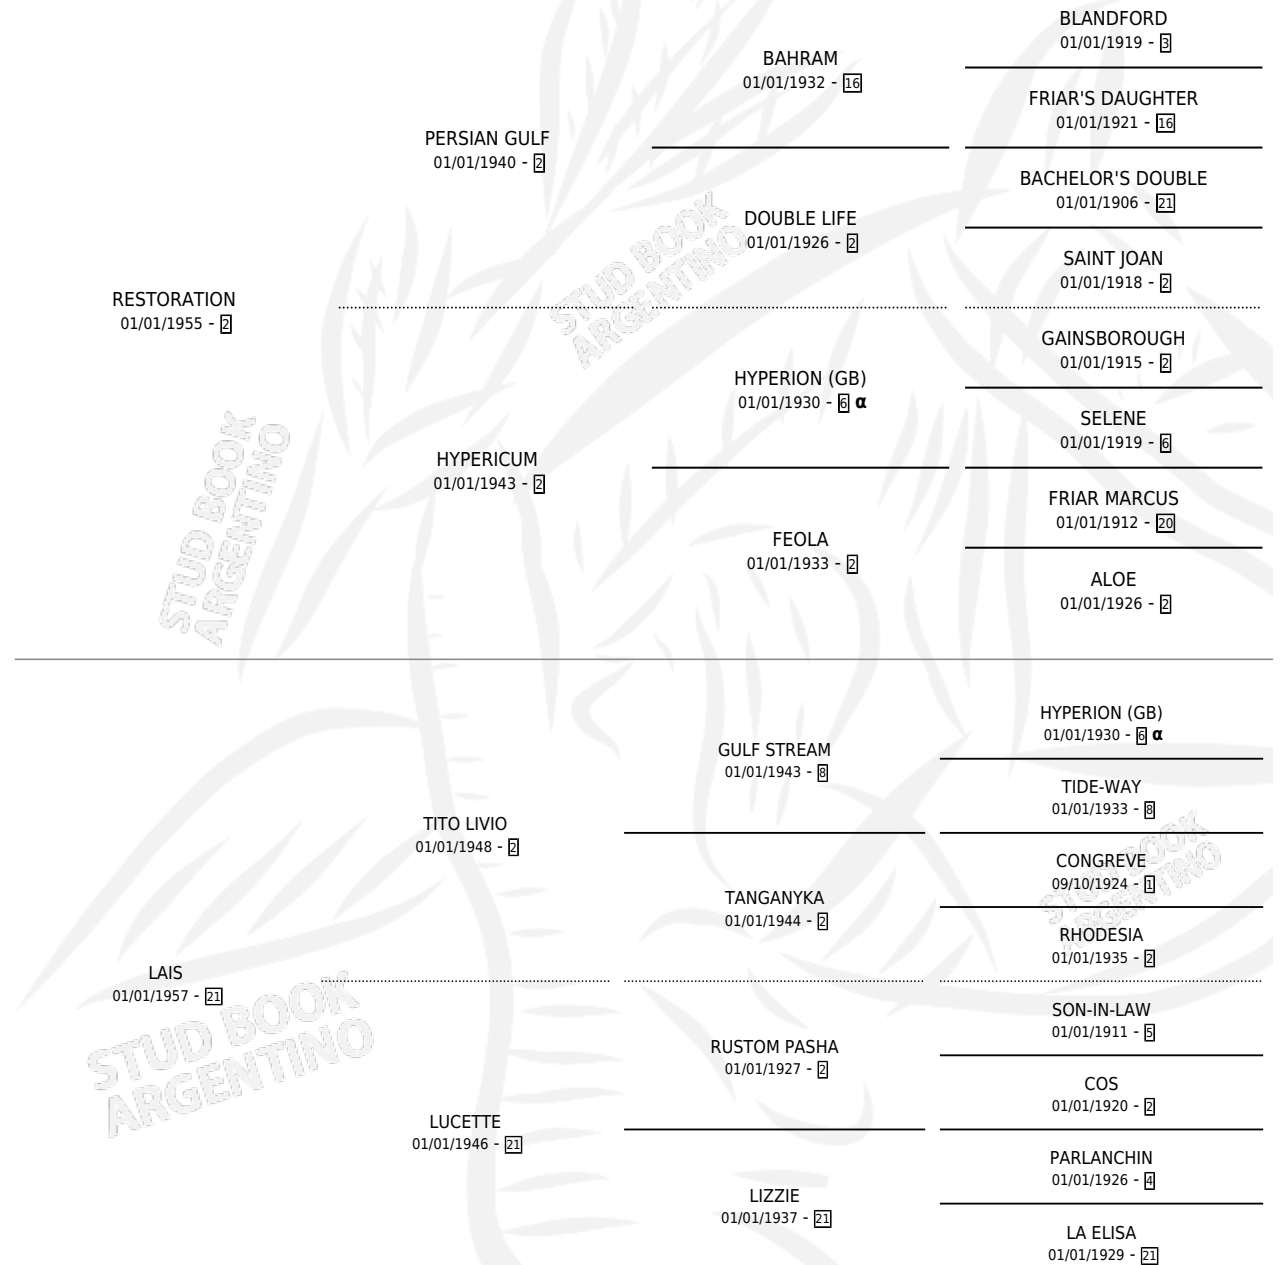 BLANDFORD
01/01/1919 - 3
BAHRAM
01/01/1932 - 16
FRIAR'S DAUGHTER
01/01/1921 - 16
PERSIAN GULF
01/01/1940 - 2
BACHELOR'S DOUBLE
01/01/1906 - 21
DOUBLE LIFE
01/01/1926 - 2
SAINT JOAN
01/01/1918 - 2
RESTORATION
01/01/1955 - 2
GAINSBOROUGH
01/01/1915 - 2
HYPERION (GB)
01/01/1930 - 6 α
SELENE
01/01/1919 - 6
HYPERICUM
01/01/1943 - 2
FRIAR MARCUS
01/01/1912 - 20
FEOLA
01/01/1933 - 2
ALOE
01/01/1926 - 2
HYPERION (GB)
01/01/1930 - 6 α
GULF STREAM
01/01/1943 - 8
TIDE-WAY
01/01/1933 - 8
TITO LIVIO
01/01/1948 - 2
CONGREVE
09/10/1924 - 1
TANGANYKA
01/01/1944 - 2
RHODESIA
01/01/1935 - 2
LAIS
01/01/1957 - 21
SON-IN-LAW
01/01/1911 - 5
RUSTOM PASHA
01/01/1927 - 2
COS
01/01/1920 - 2
LUCETTE
01/01/1946 - 21
PARLANCHIN
01/01/1926 - 4
LIZZIE
01/01/1937 - 21
LA ELISA
01/01/1929 - 21
STUD BOOK
ARGENTINO
STUD BOOK
ARGENTINO
STUD BOOK
ARGENTINO
STUD BOOK
ARGENTINO